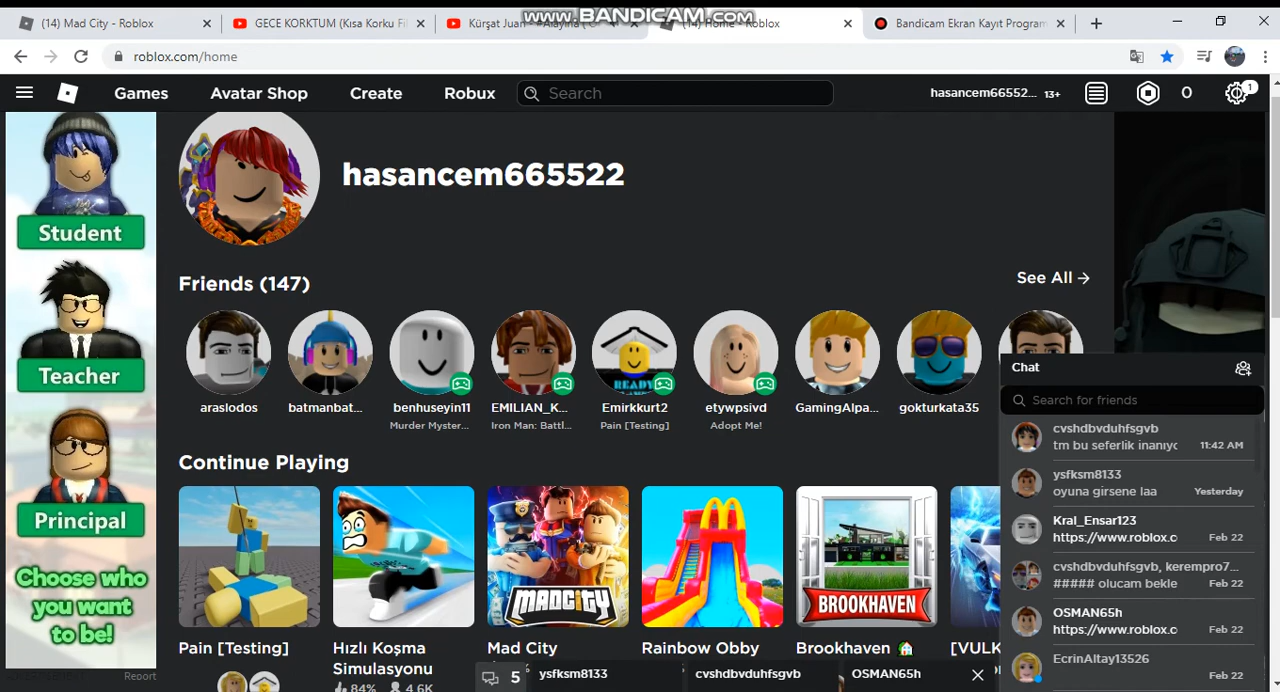 www.BANDICAM.com
(14) Mad City - Roblox
GECE KORKTUM (Kısa Korku Fi
Kürşat Juan - #Alayına (
(14) Home - Roblox
Bandicam Ekran Kayıt Program
roblox.com/home
Games
Avatar Shop
Create
Robux
Search
hasancem66552... 13+
0
1
Student
Teacher
Principal
Choose who
you want
to be!
Report
hasancem665522
Friends (147)
See All →
araslodos
batmanbat...
benhuseyin11
Murder Myster...
EMILIAN_K...
Iron Man: Battl...
Emirkkurt2
Pain [Testing]
etywpsivd
Adopt Me!
GamingAlpa...
gokturkata35
READY
Continue Playing
MADCITY
BROOKHAVEN
Pain [Testing]
Hızlı Koşma
Simulasyonu
84% 4.6K
Mad City
Rainbow Obby
Brookhaven
[VULK
Chat
Search for friends
cvshdbvduhfsgvb
tm bu seferlik inanıyc 11:42 AM
ysfksm8133
oyuna girsene laa Yesterday
Kral_Ensar123
https://www.roblox.c Feb 22
cvshdbvduhfsgvb, kerempro7...
##### olucam bekle Feb 22
OSMAN65h
https://www.roblox.c Feb 22
EcrinAltay13526
Feb 22
5
ysfksm8133
cvshdbvduhfsgvb
OSMAN65h